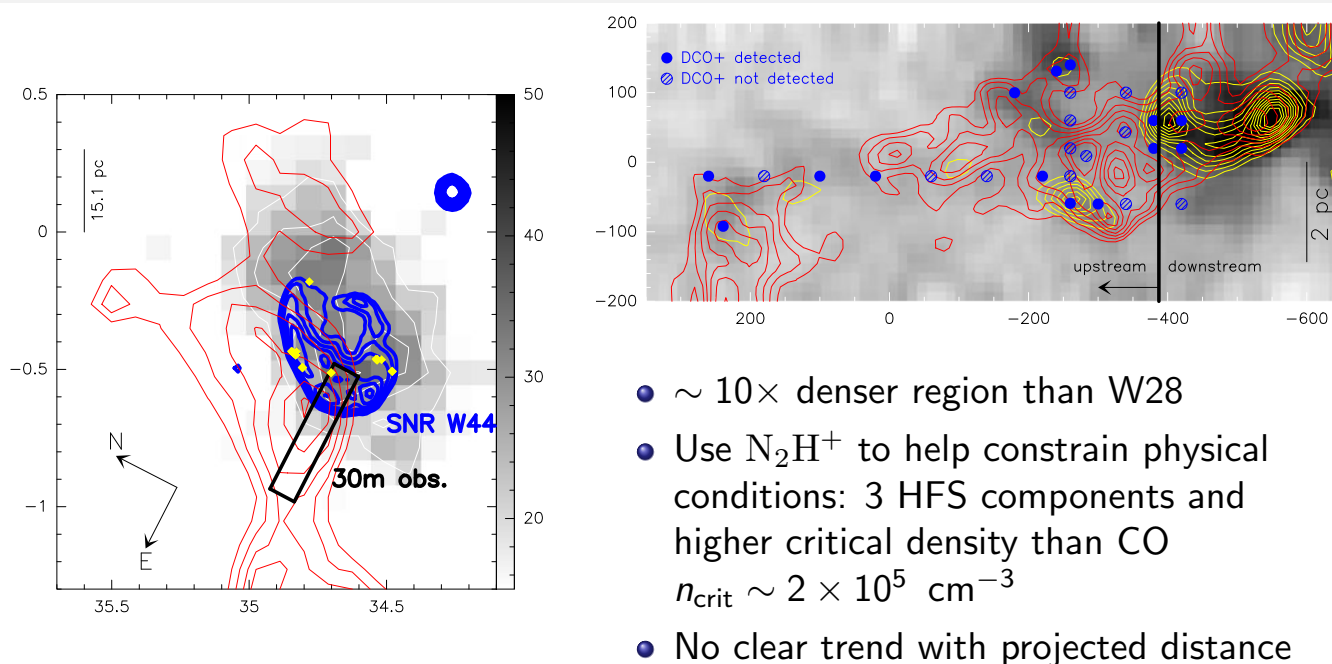 0.5
0
−0.5
−1
35.5
35
34.5
15.1 pc
N
E
SNR W44
30m obs.
50
40
30
20
200
100
0
−100
−200
DCO+ detected
DCO+ not detected
upstream
downstream
2 pc
200
0
−200
−400
−600
∼ 10× denser region than W28
Use N₂H⁺ to help constrain physical
conditions: 3 HFS components and
higher critical density than CO
n_crit ∼ 2 × 10⁵ cm⁻³
No clear trend with projected distance